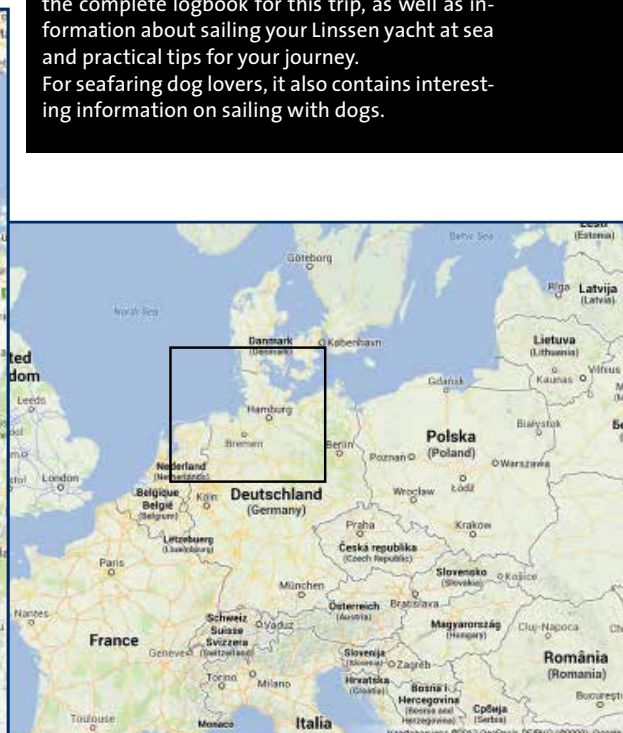 the complete logbook for this trip, as well as in-
formation about sailing your Linssen yacht at sea
and practical tips for your journey.
For seafaring dog lovers, it also contains interest-
ing information on sailing with dogs.
Baltic Sea
(Estonia)
Göteborg
North Sea
Rīga
Latvija
(Latvia)
Danmark
(Denmark)
København
Lietuva
(Lithuania)
ted
dom
Leeds
Kaunas
Vilnius
Gdańsk
Hamburg
Białystok
Bremen
Berlin
Polska
(Poland)
Poznań
Warszawa
London
Nederland
(Netherlands)
Belgique
België
(Belgium)
Köln
Deutschland
(Germany)
Wrocław
Łódź
Praha
Kraków
Lëtzebuerg
(Luxembourg)
Česká republika
(Czech Republic)
Paris
Slovensko
(Slovakia)
Košice
München
Österreich
(Austria)
Bratislava
Nantes
Schweiz
Suisse
Svizzera
(Switzerland)
Vaduz
Magyarország
(Hungary)
Cluj-Napoca
France
Genève
Slovenija
(Slovenia)
Zagreb
România
(Romania)
Torino
Milano
Hrvatska
(Croatia)
Bosna i
Hercegovina
(Bosnia and
Herzegovina)
Србија
(Serbia)
București
Toulouse
Monaco
Italia